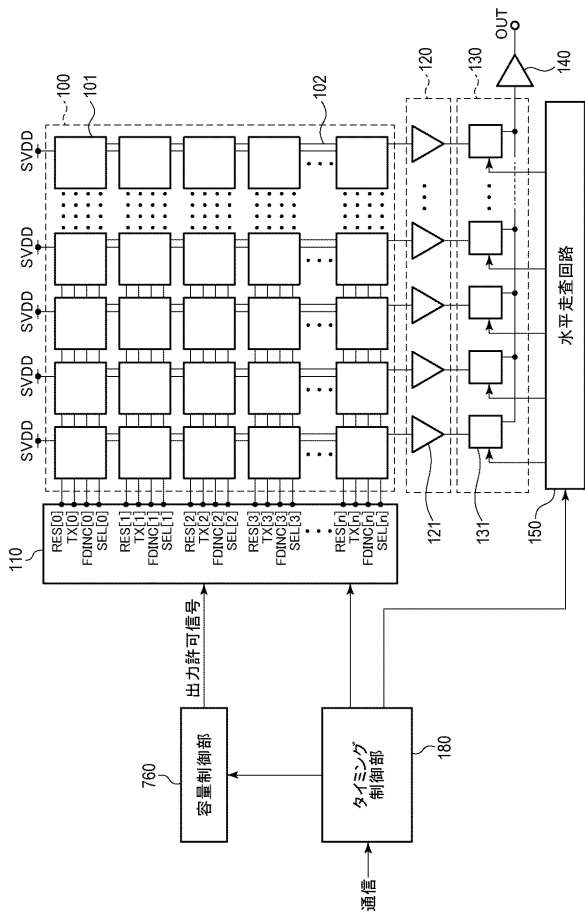 SVDD
SVDD
SVDD
SVDD
SVDD
100
101
102
120
130
OUT
140
110
RES[0]
TX[0]
FDINC[0]
SEL[0]
RES[1]
TX[1]
FDINC[1]
SEL[1]
RES[2]
TX[2]
FDINC[2]
SEL[2]
RES[3]
TX[3]
FDINC[3]
SEL[3]
RES[n]
TX[n]
FDINC[n]
SEL[n]
121
131
150
水平走査回路
出力許可信号
760
容量制御部
タイミング
制御部
180
通信